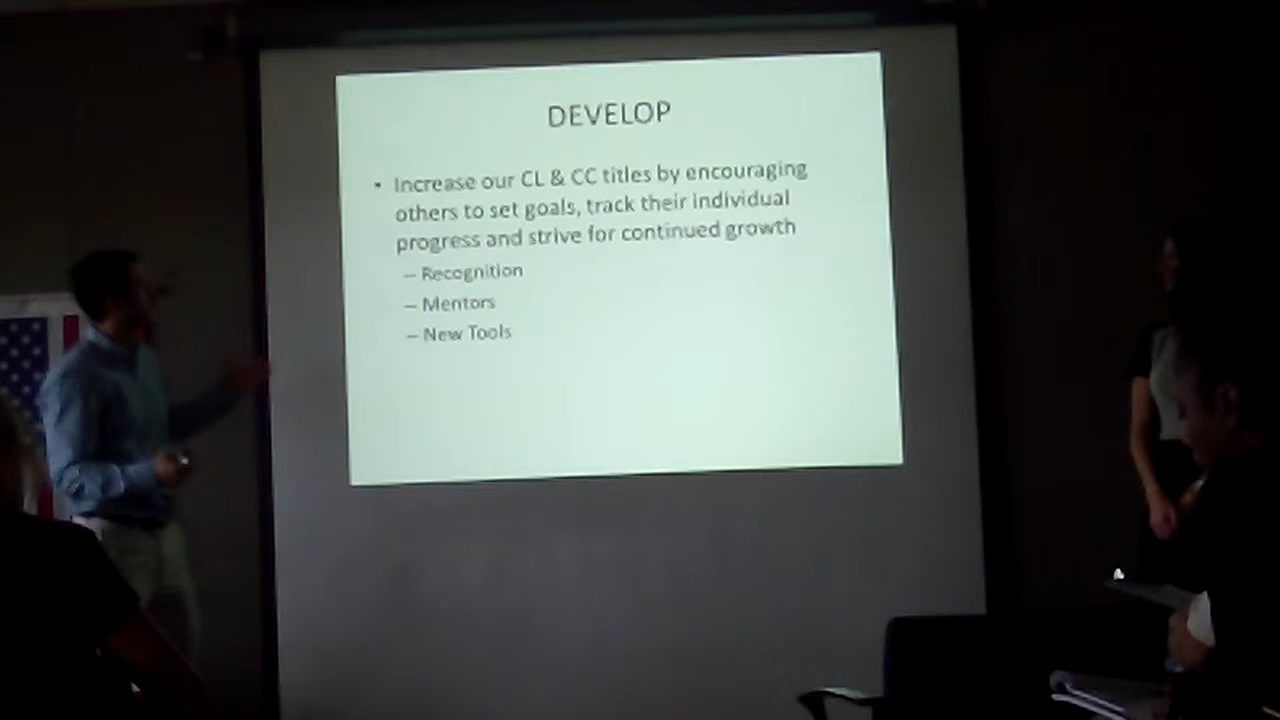 DEVELOP
• Increase our CL & CC titles by encouraging
others to set goals, track their individual
progress and strive for continued growth
– Recognition
– Mentors
– New Tools